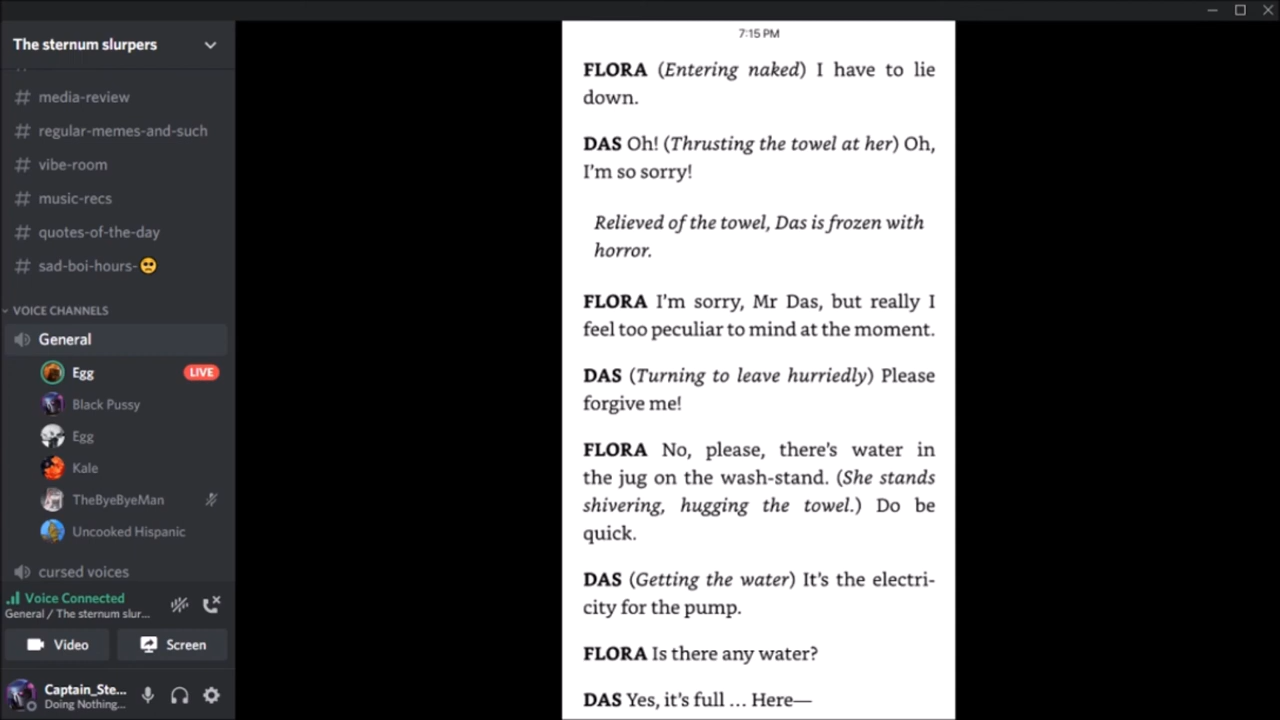 The sternum slurpers
# media-review
# regular-memes-and-such
# vibe-room
# music-recs
# quotes-of-the-day
# sad-boi-hours-🥺
VOICE CHANNELS
General
Egg LIVE
Black Pussy
Egg
Kale
TheByeByeMan
Uncooked Hispanic
cursed voices
Voice Connected
General / The sternum slur...
Video Screen
Captain_Ste...
Doing Nothing...
7:15 PM
FLORA (Entering naked) I have to lie
down.
DAS Oh! (Thrusting the towel at her) Oh,
I'm so sorry!
Relieved of the towel, Das is frozen with
horror.
FLORA I'm sorry, Mr Das, but really I
feel too peculiar to mind at the moment.
DAS (Turning to leave hurriedly) Please
forgive me!
FLORA No, please, there's water in
the jug on the wash-stand. (She stands
shivering, hugging the towel.) Do be
quick.
DAS (Getting the water) It's the electri-
city for the pump.
FLORA Is there any water?
DAS Yes, it's full ... Here—